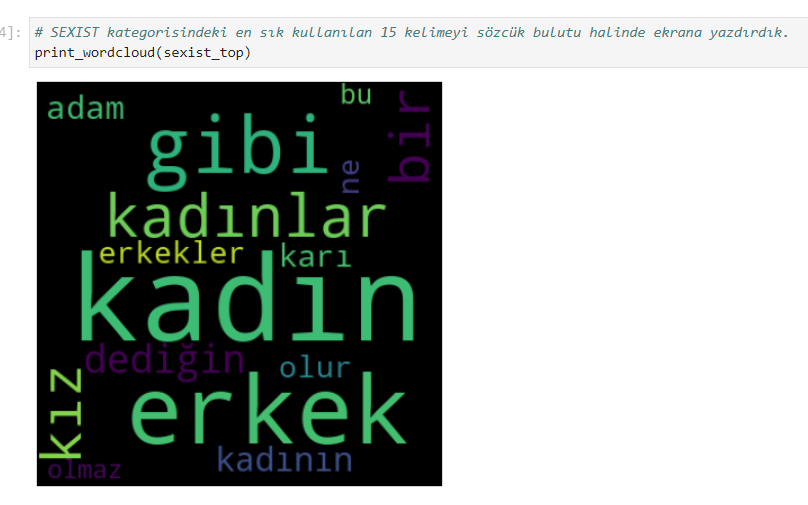 4]:
# SEXIST kategorisindeki en sık kullanılan 15 kelimeyi sözcük bulutu halinde ekrana yazdırdık.
print_wordcloud(sexist_top)
adam
bu
bir
gibi
ne
kadınlar
erkekler
karı
kadın
dediğin
olur
kız
erkek
kadının
olmaz